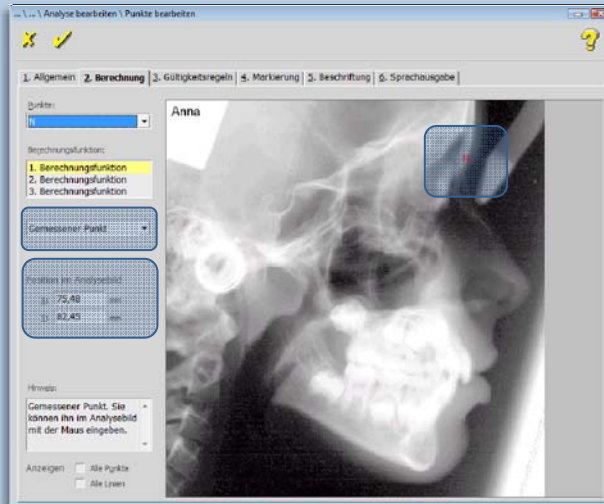 ...\...\ Analyse bearbeiten \ Punkte bearbeiten
1. Allgemein 2. Berechnung 3. Gültigkeitsregeln 4. Markierung 5. Beschriftung 6. Sprachausgabe
Punkte:
N
Berechnungsfunktion:
1. Berechnungsfunktion
2. Berechnungsfunktion
3. Berechnungsfunktion
Gemessener Punkt
Position im Analysebild
75,48 mm
82,45 mm
Hinweis:
Gemessener Punkt. Sie
können ihn im Analysebild
mit der Maus eingeben.
Anzeigen Alle Punkte
Alle Linien
Anna